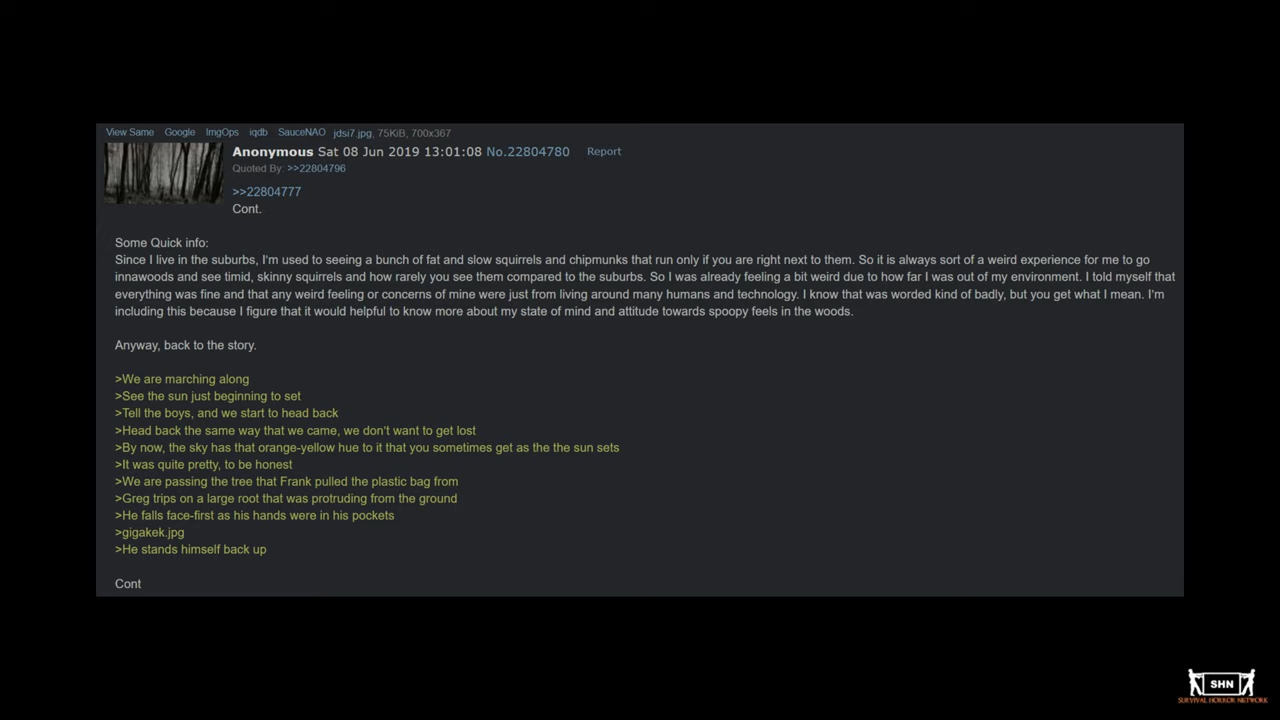 View Same Google ImgOps iqdb SauceNAO jdsi7.jpg, 75KiB, 700x367
Anonymous Sat 08 Jun 2019 13:01:08 No.22804780 Report
Quoted By: >>22804796
>>22804777
Cont.
Some Quick info:
Since I live in the suburbs, I'm used to seeing a bunch of fat and slow squirrels and chipmunks that run only if you are right next to them. So it is always sort of a weird experience for me to go
innawoods and see timid, skinny squirrels and how rarely you see them compared to the suburbs. So I was already feeling a bit weird due to how far I was out of my environment. I told myself that
everything was fine and that any weird feeling or concerns of mine were just from living around many humans and technology. I know that was worded kind of badly, but you get what I mean. I'm
including this because I figure that it would helpful to know more about my state of mind and attitude towards spoopy feels in the woods.
Anyway, back to the story.
>We are marching along
>See the sun just beginning to set
>Tell the boys, and we start to head back
>Head back the same way that we came, we don't want to get lost
>By now, the sky has that orange-yellow hue to it that you sometimes get as the the sun sets
>It was quite pretty, to be honest
>We are passing the tree that Frank pulled the plastic bag from
>Greg trips on a large root that was protruding from the ground
>He falls face-first as his hands were in his pockets
>gigakek.jpg
>He stands himself back up
Cont
SHN
SURVIVAL HORROR NETWORK